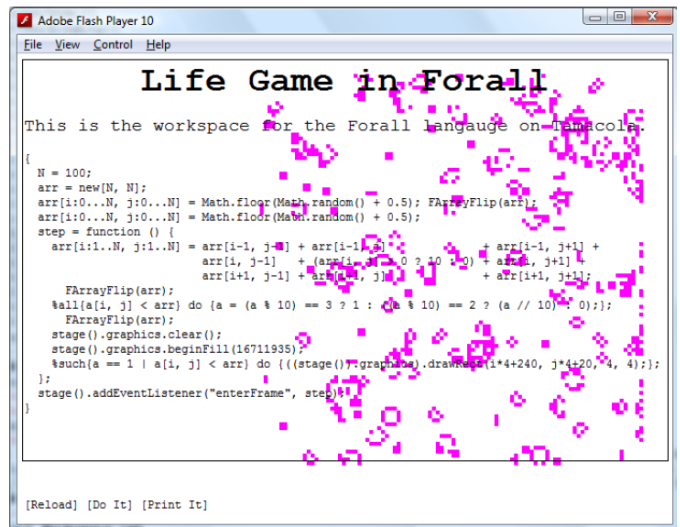 Adobe Flash Player 10
File View Control Help
Life Game in Forall
This is the workspace for the Forall langauge on Tamacola.
{
N = 100;
arr = new[N, N];
arr[i:0...N, j:0...N] = Math.floor(Math.random() + 0.5); FArrayFlip(arr);
arr[i:0...N, j:0...N] = Math.floor(Math.random() + 0.5);
step = function () {
arr[i:1..N, j:1..N] = arr[i-1, j-1] + arr[i-1, j] + arr[i-1, j+1] +
arr[i, j-1] + (arr[i, j] > 0 ? 10 : 0) + arr[i, j+1] +
arr[i+1, j-1] + arr[i+1, j] + arr[i+1, j+1];
FArrayFlip(arr);
%all{a[i, j] < arr} do {a = (a % 10) == 3 ? 1 : ((a % 10) == 2 ? (a // 10) : 0);};
FArrayFlip(arr);
stage().graphics.clear();
stage().graphics.beginFill(16711935);
%such{a == 1 | a[i, j] < arr} do {((stage()).graphics).drawRect(i*4+240, j*4+20, 4, 4);};
};
stage().addEventListener("enterFrame", step);
}
[Reload] [Do It] [Print It]